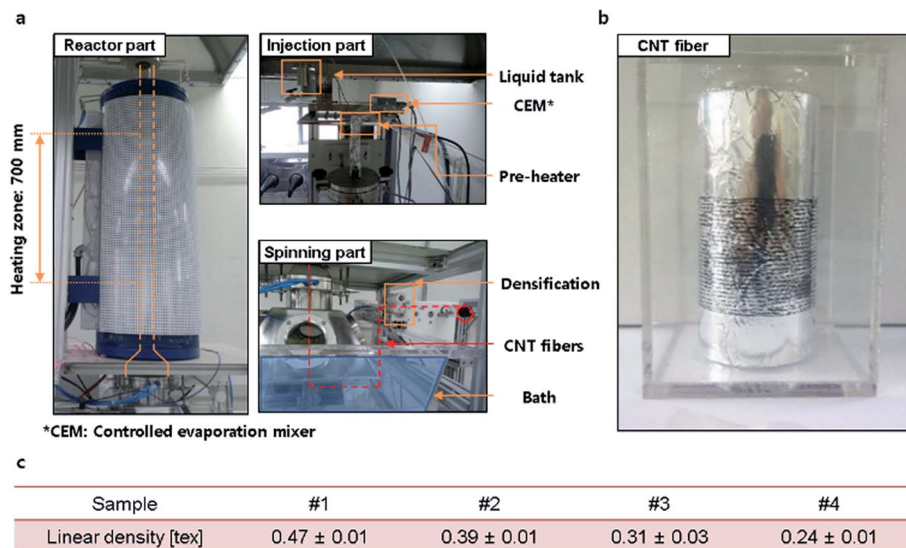 a
Reactor part
Heating zone: 700 mm
Injection part
Liquid tank
CEM*
Pre-heater
Spinning part
Densification
CNT fibers
Bath
*CEM: Controlled evaporation mixer
b
CNT fiber
c
Sample #1 #2 #3 #4
Linear density [tex] 0.47 ± 0.01 0.39 ± 0.01 0.31 ± 0.03 0.24 ± 0.01